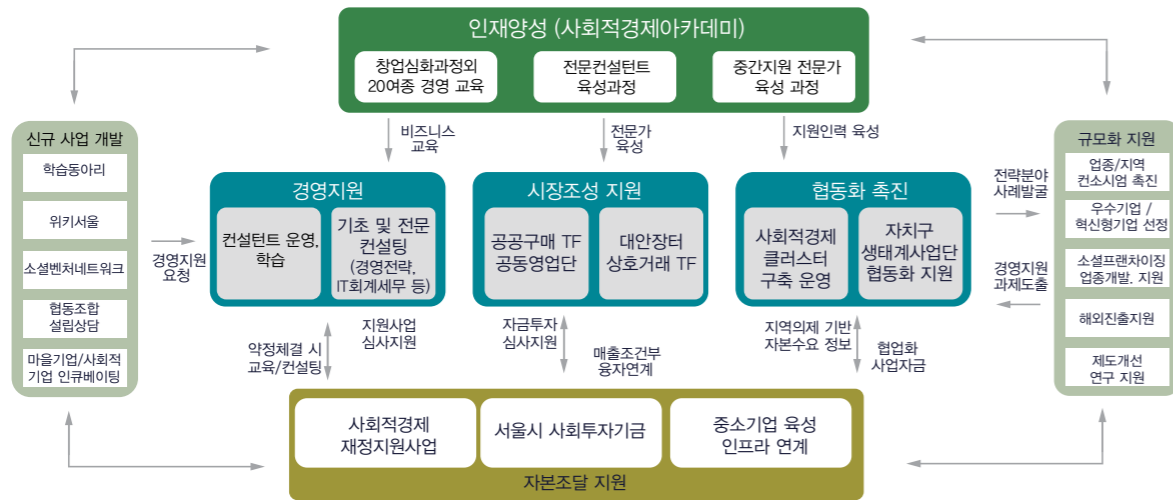 인재양성 (사회적경제아카데미)
창업심화과정외
20여종 경영 교육
전문컨설턴트
육성과정
중간지원 전문가
육성 과정
비즈니스
교육
전문가
육성
지원인력 육성
신규 사업 개발
학습동아리
위키서울
소셜벤처네트워크
협동조합
설립상담
마을기업/사회적
기업 인큐베이팅
경영지원
요청
경영지원
컨설턴트 운영,
학습
기초 및 전문
컨설팅
(경영전략,
IT회계세무 등)
시장조성 지원
공공구매 TF
공동영업단
대안장터
상호거래 TF
협동화 촉진
사회적경제
클러스터
구축 운영
자치구
생태계사업단
협동화 지원
전략분야
사례발굴
경영지원
과제도출
규모화 지원
업종/지역
컨소시엄 촉진
우수기업 /
혁신형기업 선정
소셜프랜차이징
업종개발, 지원
해외진출지원
제도개선
연구 지원
약정체결 시
교육/컨설팅
지원사업
심사지원
자금투자
심사지원
매출조건부
융자연계
지역의제 기반
자본수요 정보
협업화
사업자금
사회적경제
재정지원사업
서울시 사회투자기금
중소기업 육성
인프라 연계
자본조달 지원